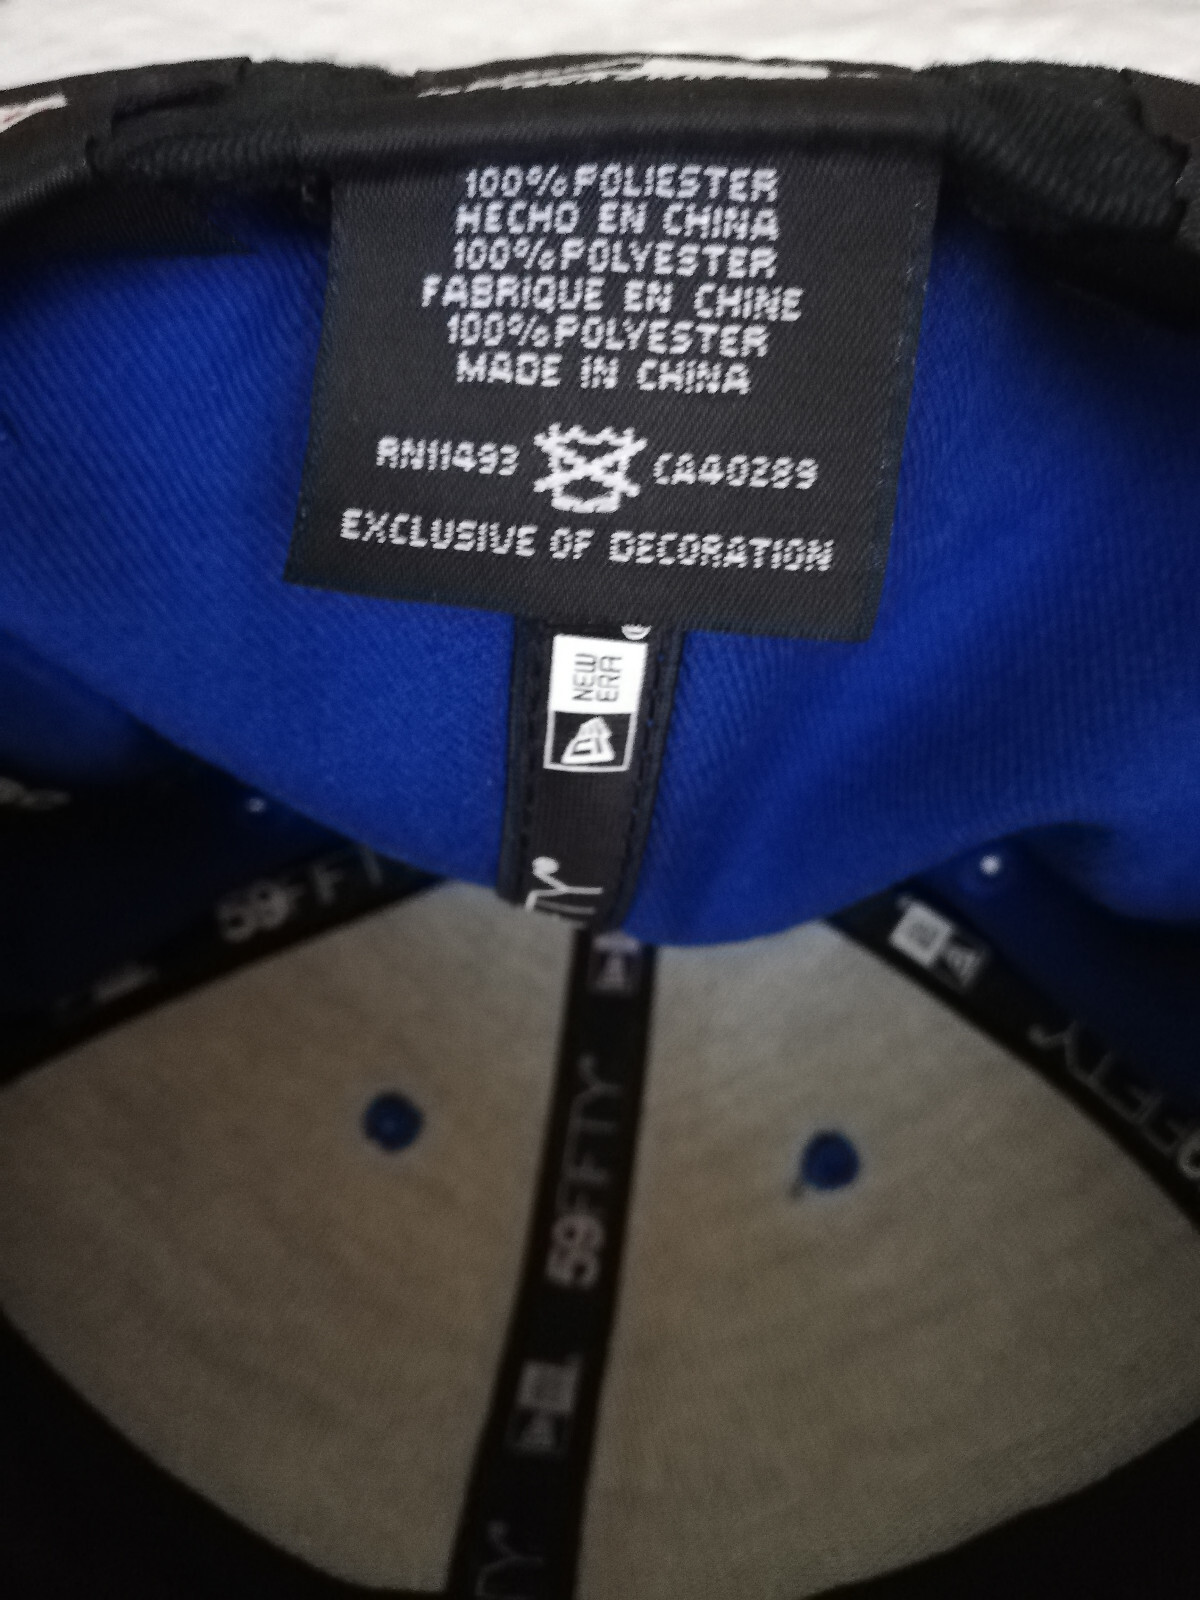 100%POLIESTER
HECHO EN CHINA
100%POLYESTER
FABRIQUE EN CHINE
100%POLYESTER
MADE IN CHINA
RN11493 CA40289
EXCLUSIVE OF DECORATION
NEW
ERA
59FIFTY
59FIFTY